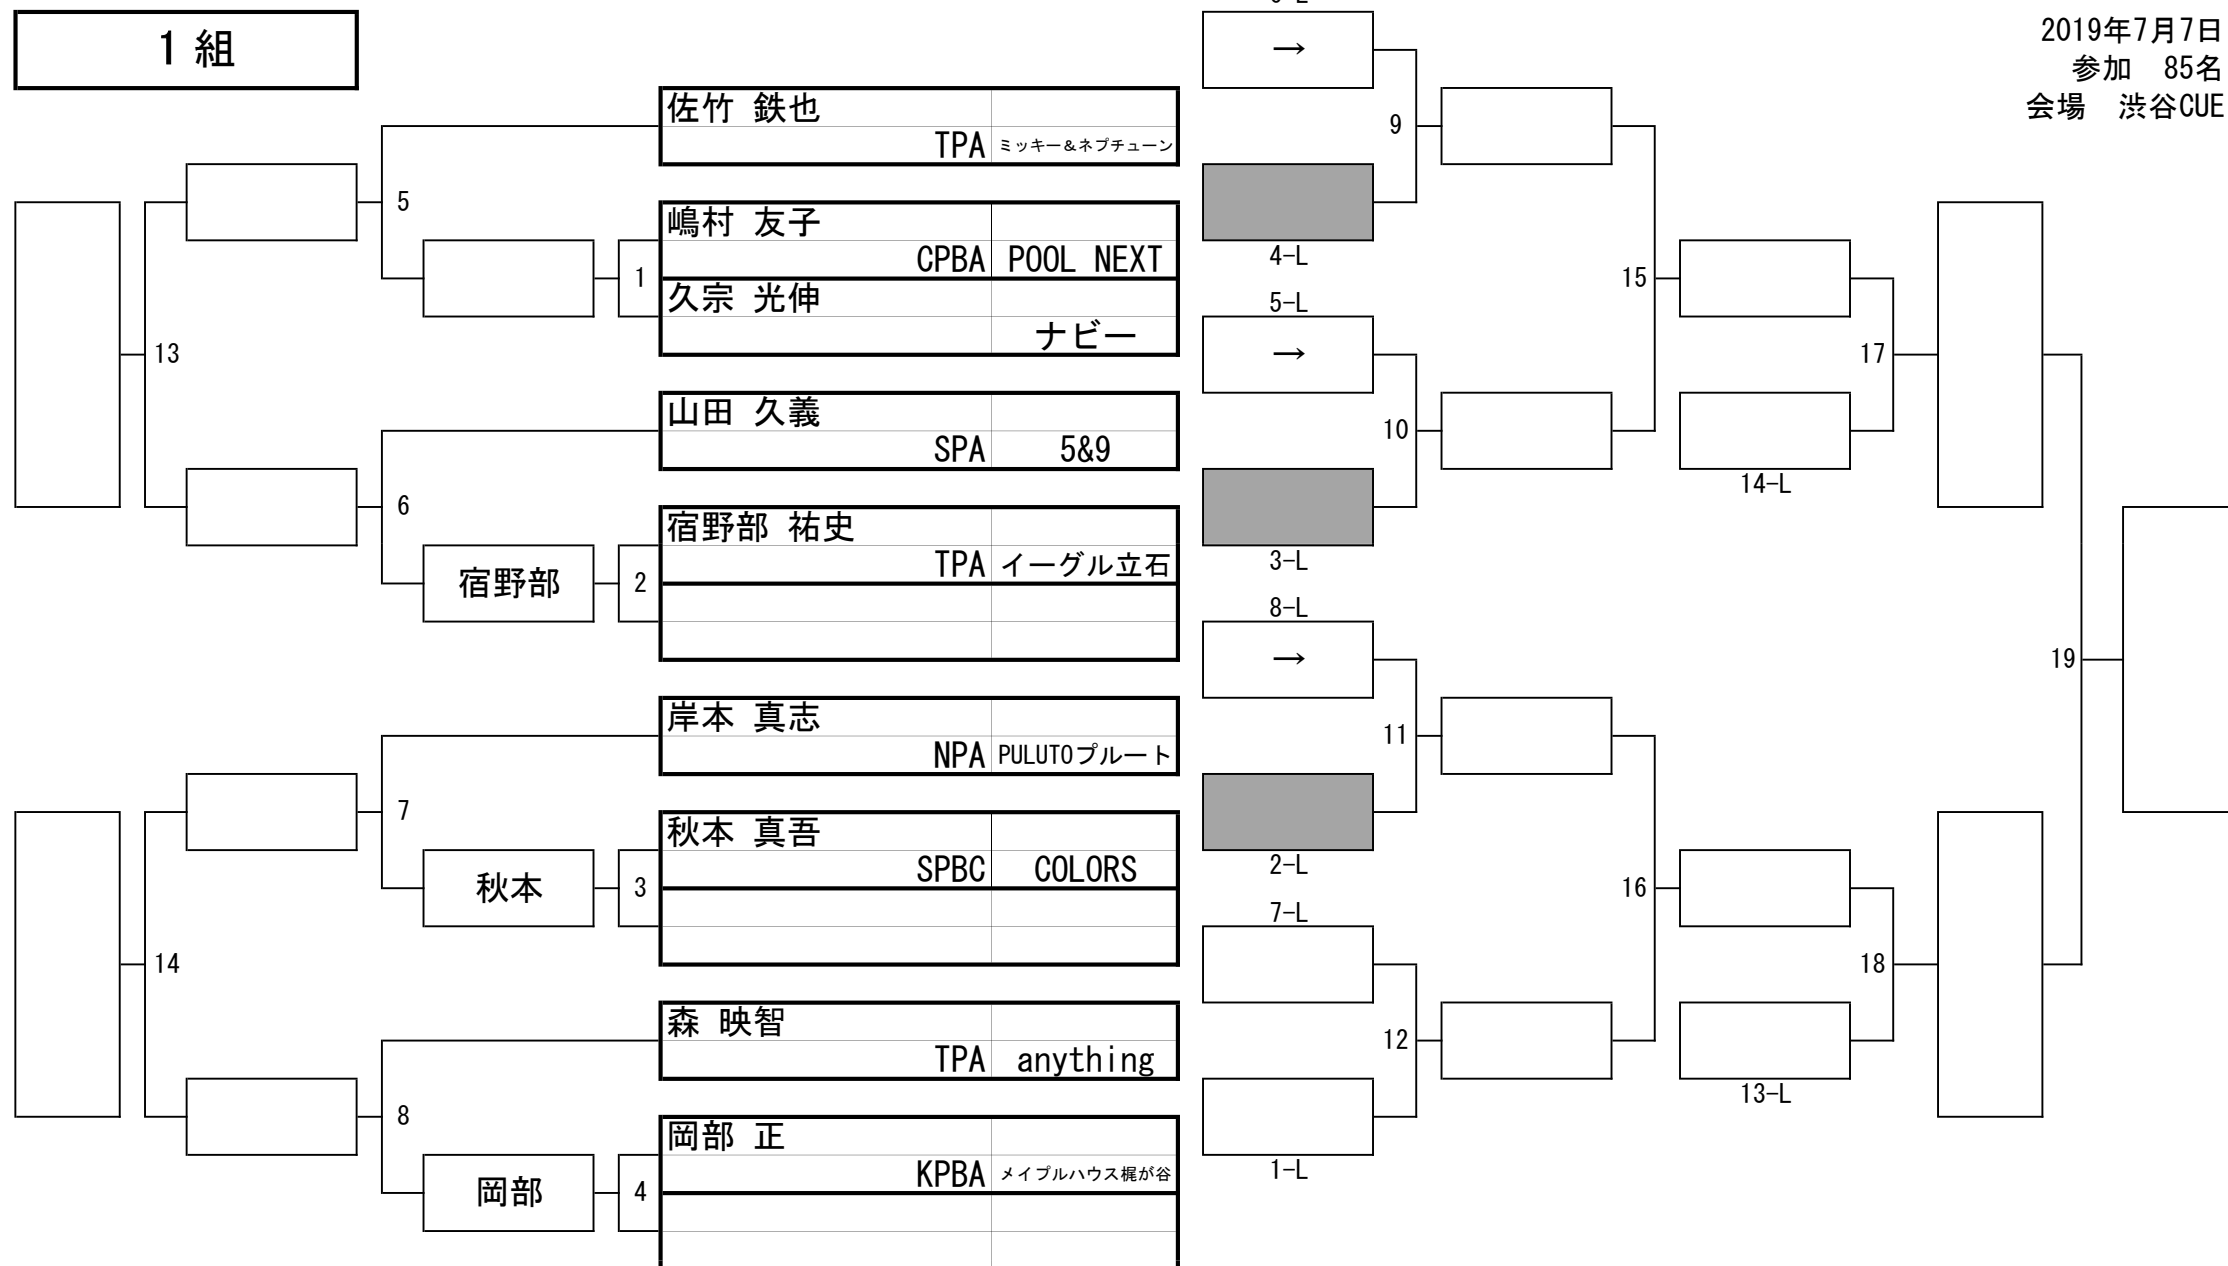 1 組
2019年7月7日
参加 85名
会場 渋谷CUE
佐竹 鉄也
TPA ミッキー&ネプチューン
嶋村 友子
CPBA POOL NEXT
久宗 光伸
ナビー
山田 久義
SPA 5&9
宿野部 祐史
TPA イーグル立石
岸本 真志
NPA PULUTOプルート
秋本 真吾
SPBC COLORS
森 映智
TPA anything
岡部 正
KPBA メイプルハウス梶が谷
1
2
3
4
宿野部
秋本
岡部
5
6
7
8
13
14
→
4-L
9
5-L
→
3-L
10
8-L
→
2-L
11
7-L
1-L
12
15
16
14-L
17
13-L
18
19